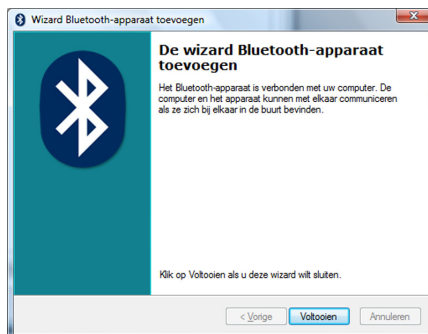 Wizard Bluetooth-apparaat toevoegen
De wizard Bluetooth-apparaat
toevoegen
Het Bluetooth-apparaat is verbonden met uw computer. De
computer en het apparaat kunnen met elkaar communiceren
als ze zich bij elkaar in de buurt bevinden.
Klik op Voltooien als u deze wizard wilt sluiten.
< Vorige Voltooien Annuleren